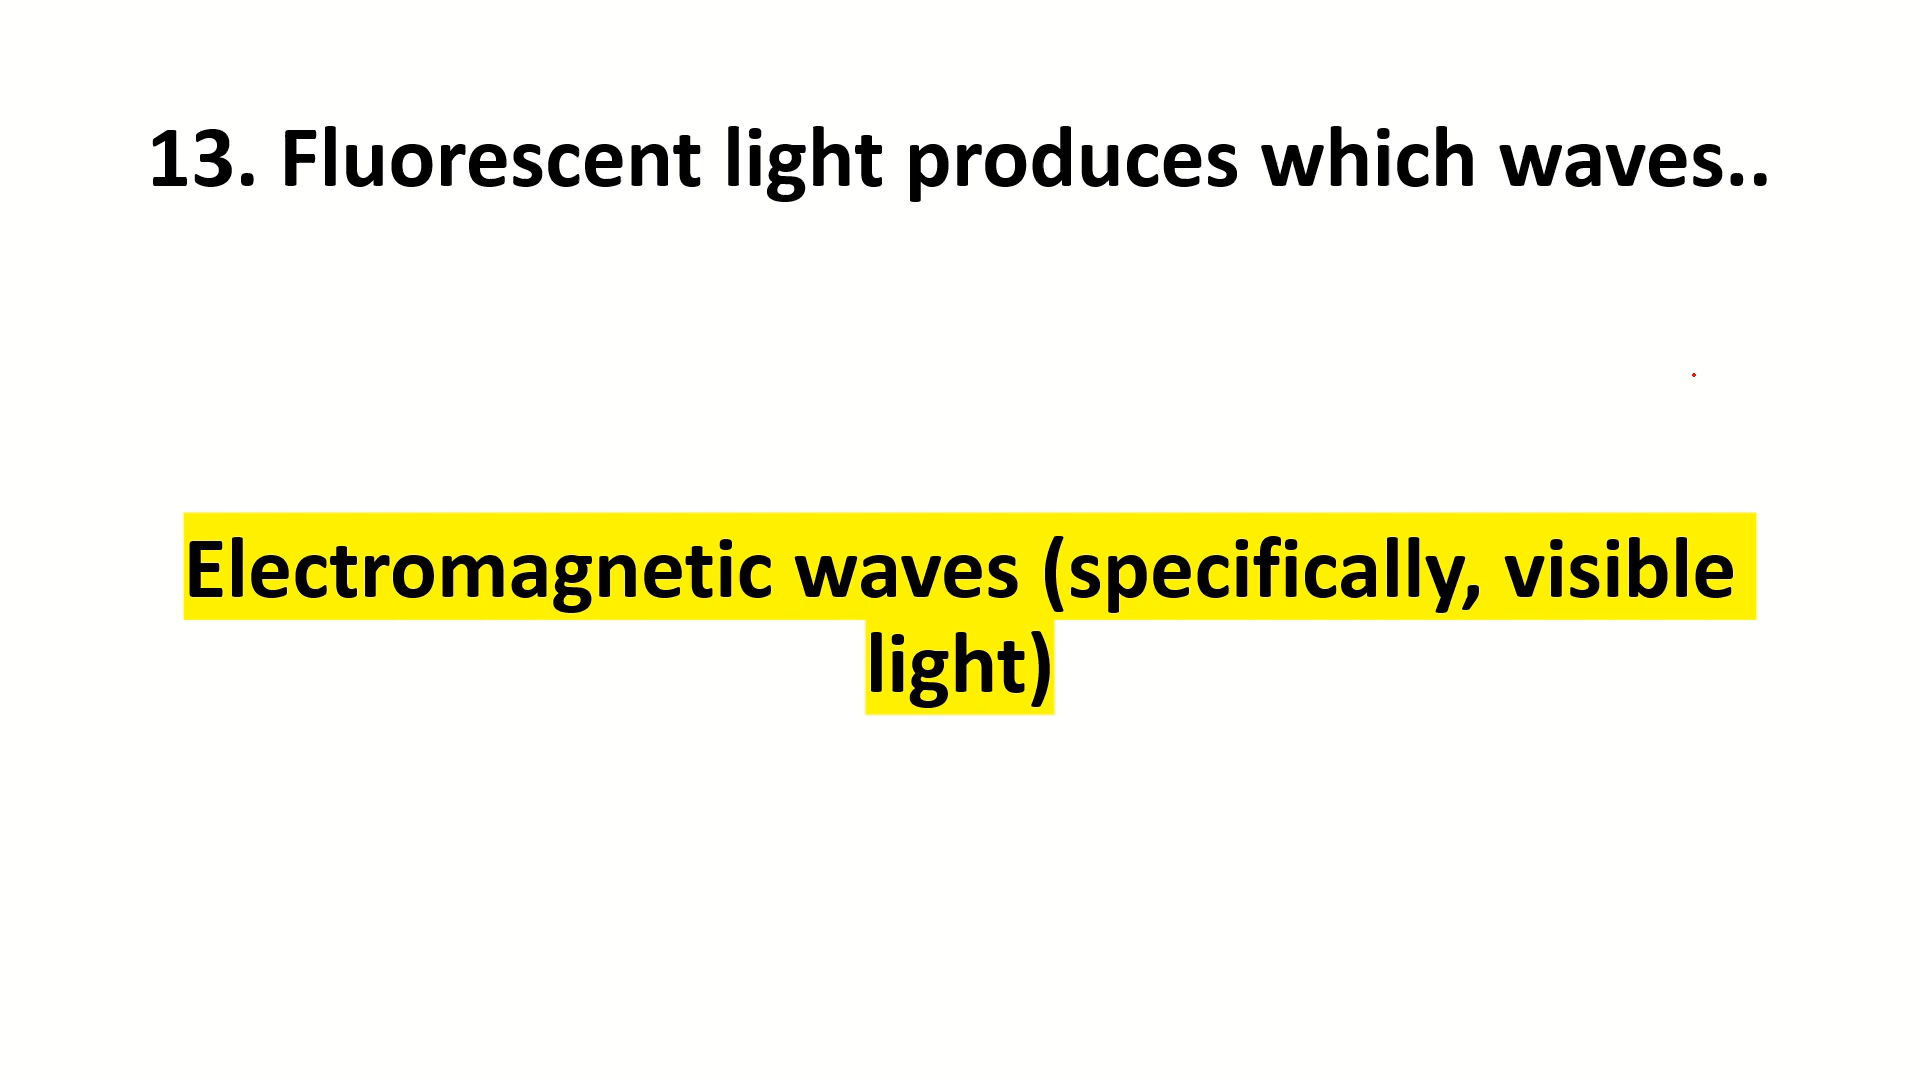 13. Fluorescent light produces which waves..
Electromagnetic waves (specifically, visible
light)